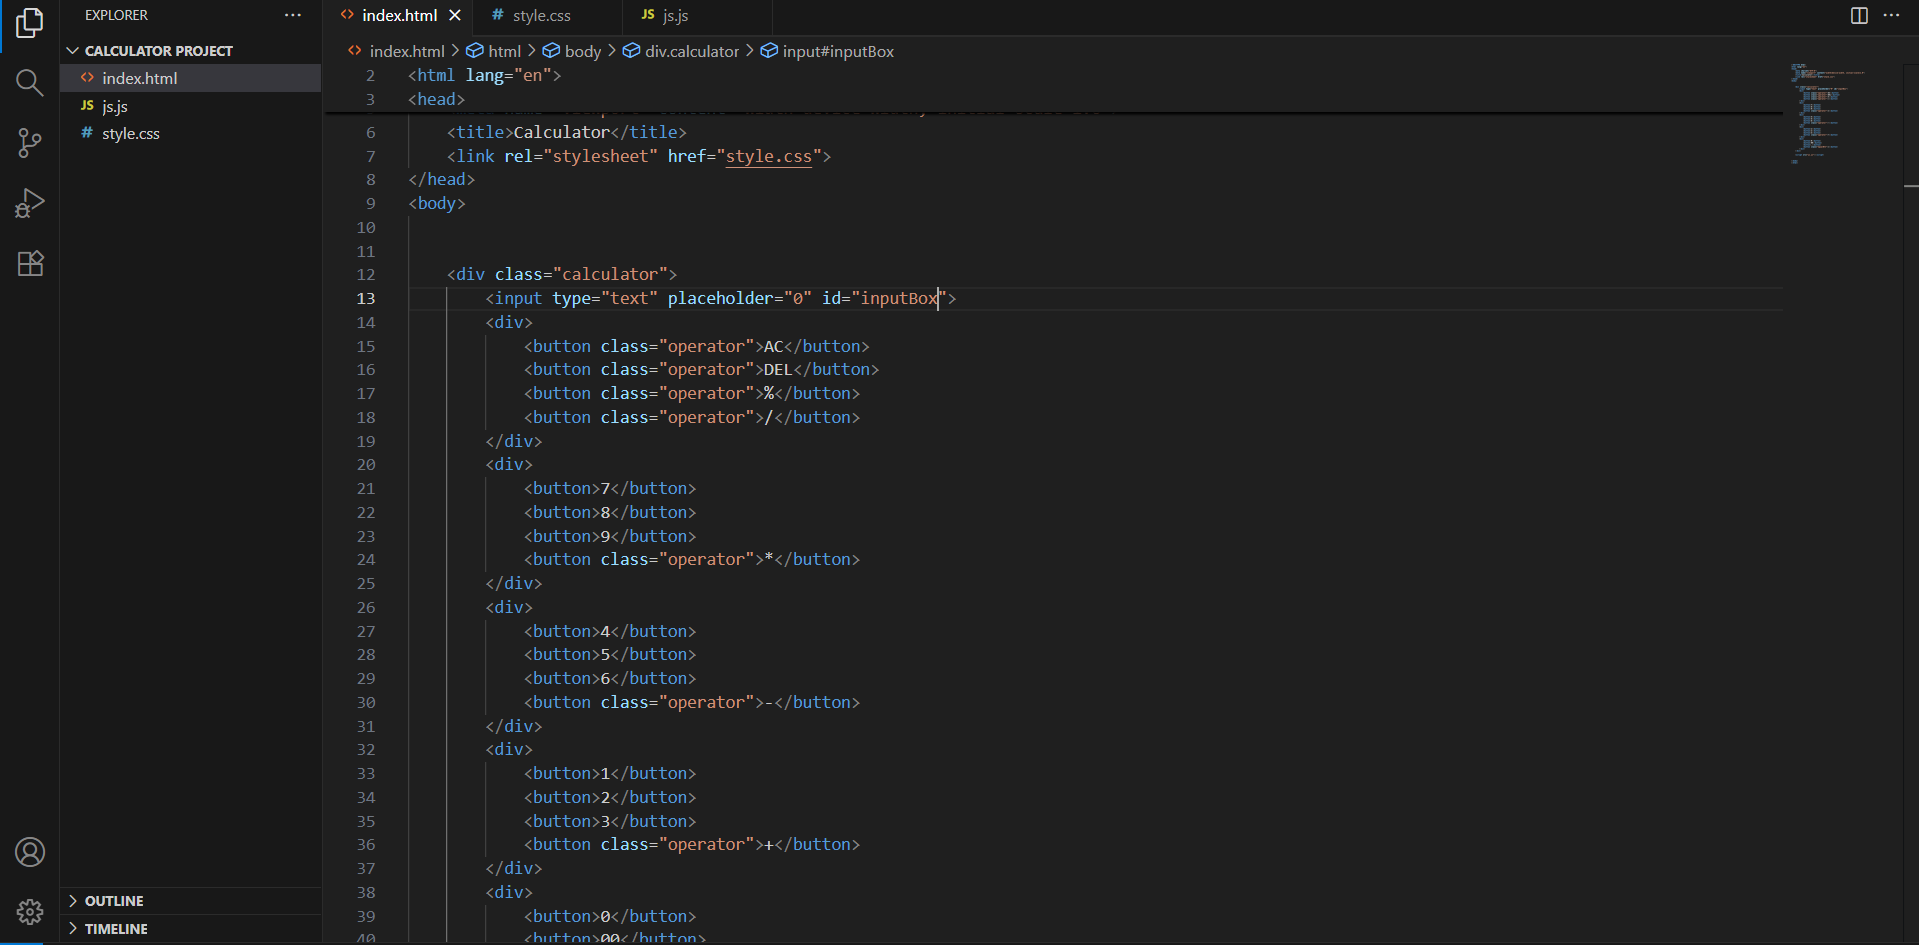 EXPLORER
CALCULATOR PROJECT
index.html
JS js.js
# style.css
OUTLINE
TIMELINE
index.html
# style.css
JS js.js
index.html > html > body > div.calculator > input#inputBox
2 <html lang="en">
3 <head>
6 <title>Calculator</title>
7 <link rel="stylesheet" href="style.css">
8 </head>
9 <body>
10
11
12 <div class="calculator">
13 <input type="text" placeholder="0" id="inputBox">
14 <div>
15 <button class="operator">AC</button>
16 <button class="operator">DEL</button>
17 <button class="operator">%</button>
18 <button class="operator">/</button>
19 </div>
20 <div>
21 <button>7</button>
22 <button>8</button>
23 <button>9</button>
24 <button class="operator">*</button>
25 </div>
26 <div>
27 <button>4</button>
28 <button>5</button>
29 <button>6</button>
30 <button class="operator">-</button>
31 </div>
32 <div>
33 <button>1</button>
34 <button>2</button>
35 <button>3</button>
36 <button class="operator">+</button>
37 </div>
38 <div>
39 <button>0</button>
40 <button>00</button>